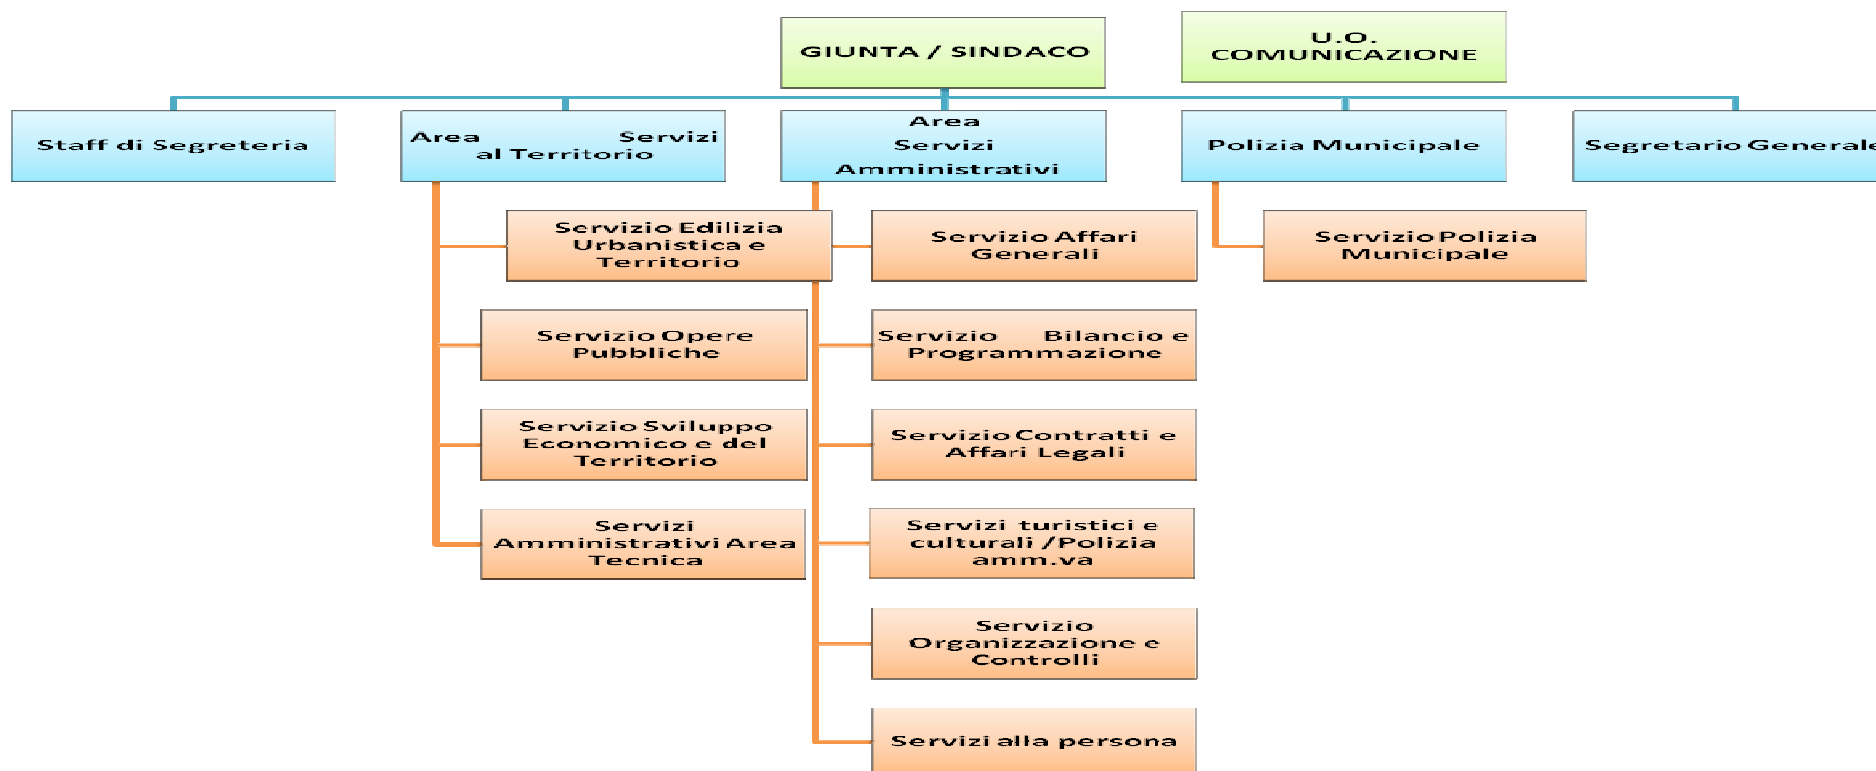 GIUNTA / SINDACO
U.O.
COMUNICAZIONE
Staff di Segreteria
Area Servizi
al Territorio
Area
Servizi
Amministrativi
Polizia Municipale
Segretario Generale
Servizio Edilizia
Urbanistica e
Territorio
Servizio Affari
Generali
Servizio Polizia
Municipale
Servizio Opere
Pubbliche
Servizio Bilancio e
Programmazione
Servizio Sviluppo
Economico e del
Territorio
Servizio Contratti e
Affari Legali
Servizi
Amministrativi Area
Tecnica
Servizi turistici e
culturali /Polizia
amm.va
Servizio
Organizzazione e
Controlli
Servizi alla persona